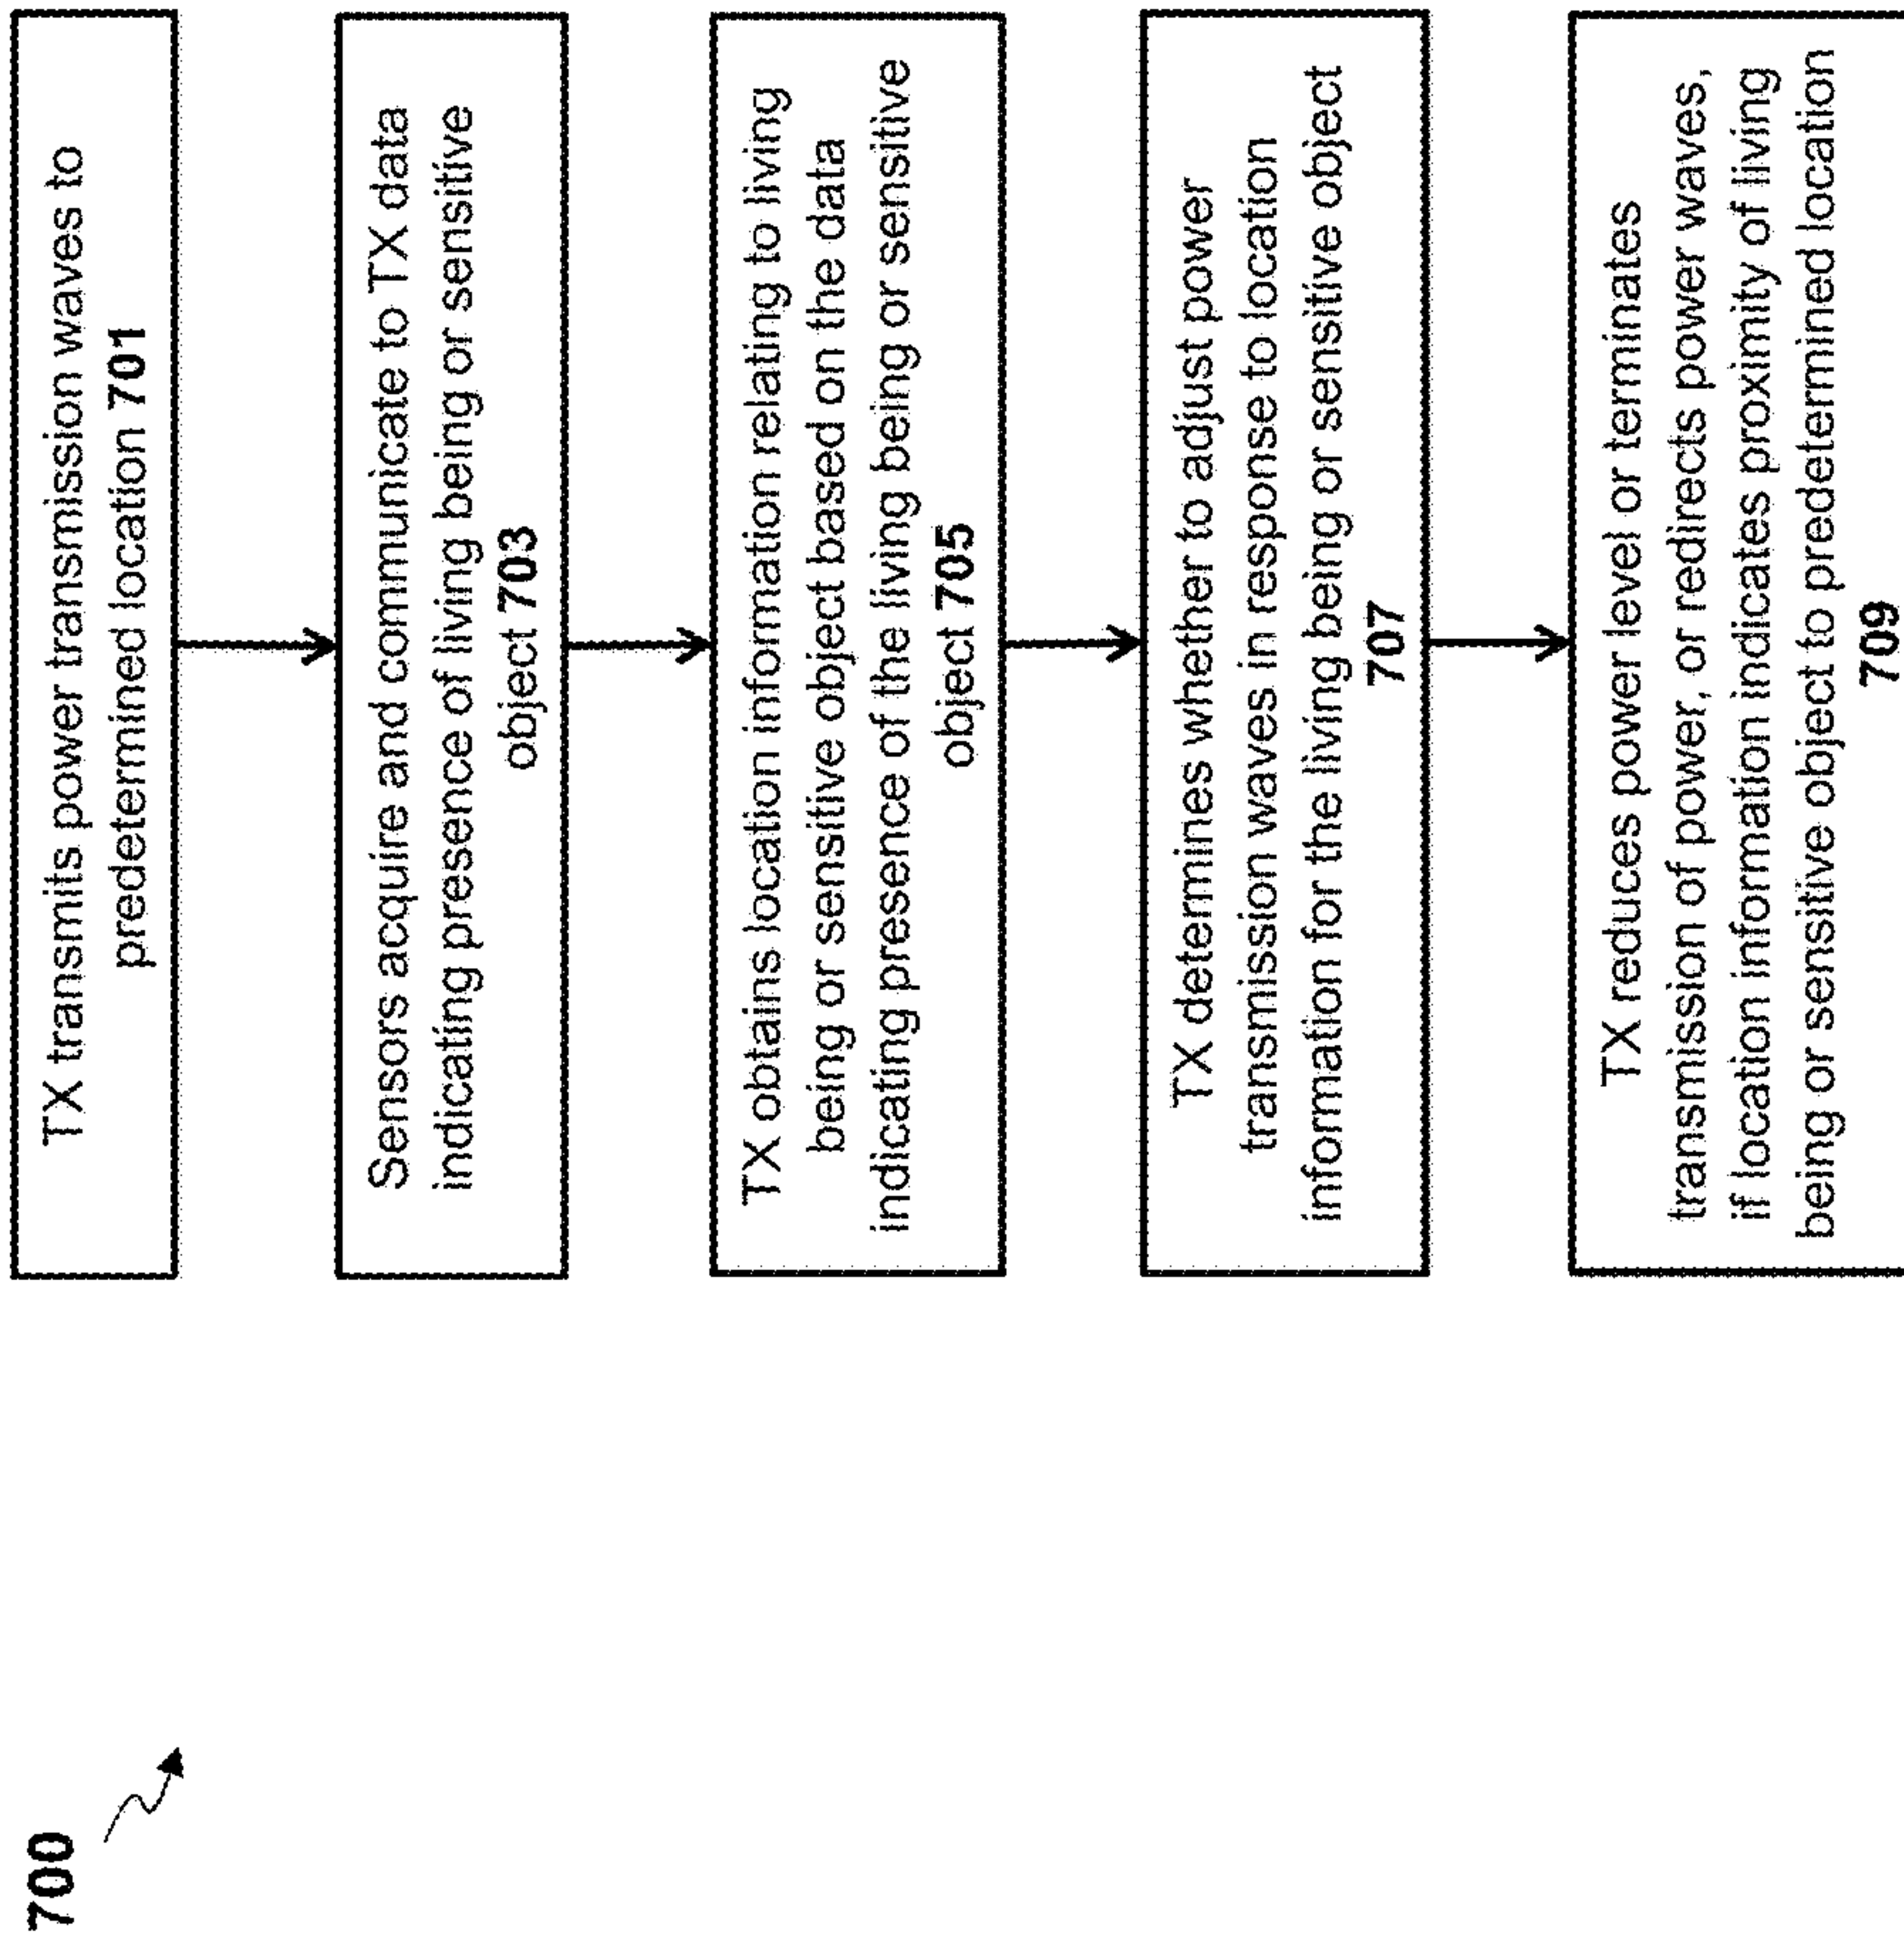 700
TX transmits power transmission waves to
predetermined location 701
Sensors acquire and communicate to TX data
indicating presence of living being or sensitive
object 703
TX obtains location information relating to living
being or sensitive object based on the data
indicating presence of the living being or sensitive
object 705
TX determines whether to adjust power
transmission waves in response to location
information for the living being or sensitive object
707
TX reduces power level or terminates
transmission of power, or redirects power waves,
if location information indicates proximity of living
being or sensitive object to predetermined location
709